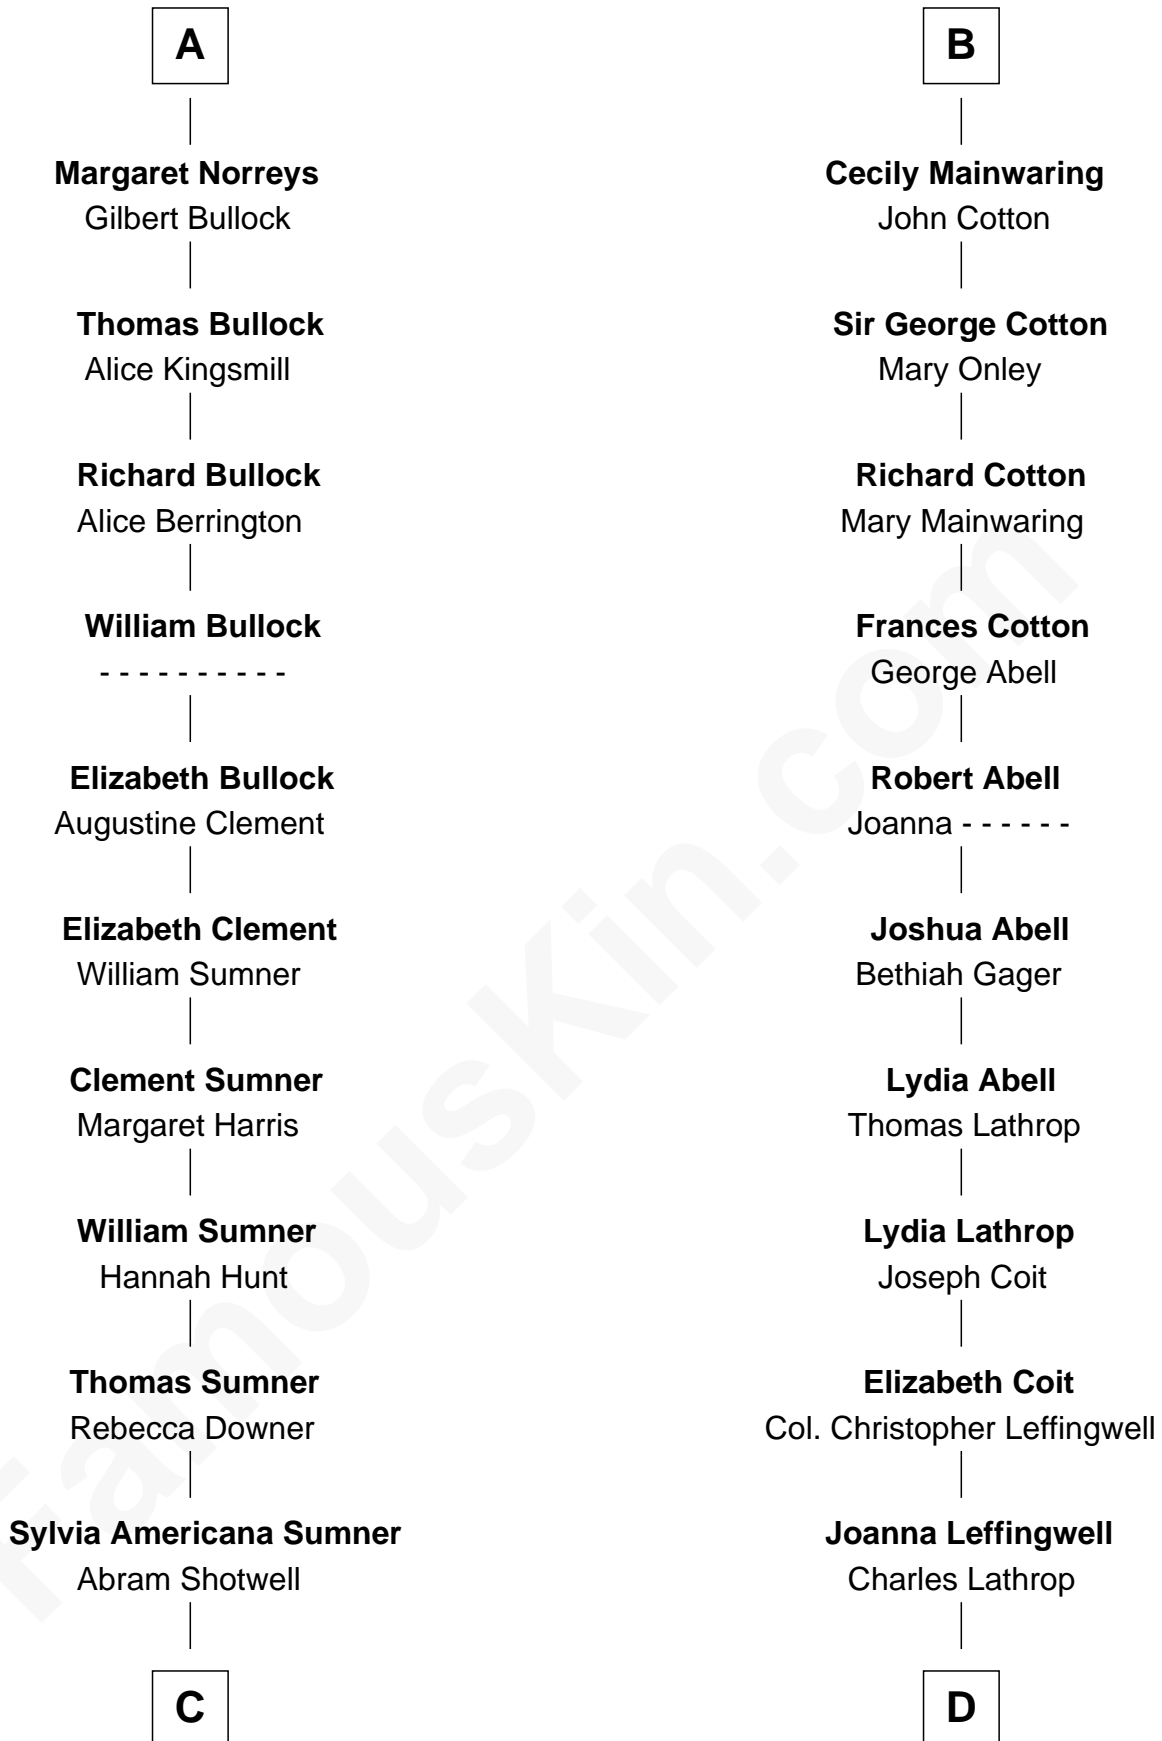 A
Margaret Norreys
Gilbert Bullock
Thomas Bullock
Alice Kingsmill
Richard Bullock
Alice Berrington
William Bullock
- - - - - - - - - -
Elizabeth Bullock
Augustine Clement
Elizabeth Clement
William Sumner
Clement Sumner
Margaret Harris
William Sumner
Hannah Hunt
Thomas Sumner
Rebecca Downer
Sylvia Americana Sumner
Abram Shotwell
C
B
Cecily Mainwaring
John Cotton
Sir George Cotton
Mary Onley
Richard Cotton
Mary Mainwaring
Frances Cotton
George Abell
Robert Abell
Joanna - - - - - -
Joshua Abell
Bethiah Gager
Lydia Abell
Thomas Lathrop
Lydia Lathrop
Joseph Coit
Elizabeth Coit
Col. Christopher Leffingwell
Joanna Leffingwell
Charles Lathrop
D
FamousKin.com